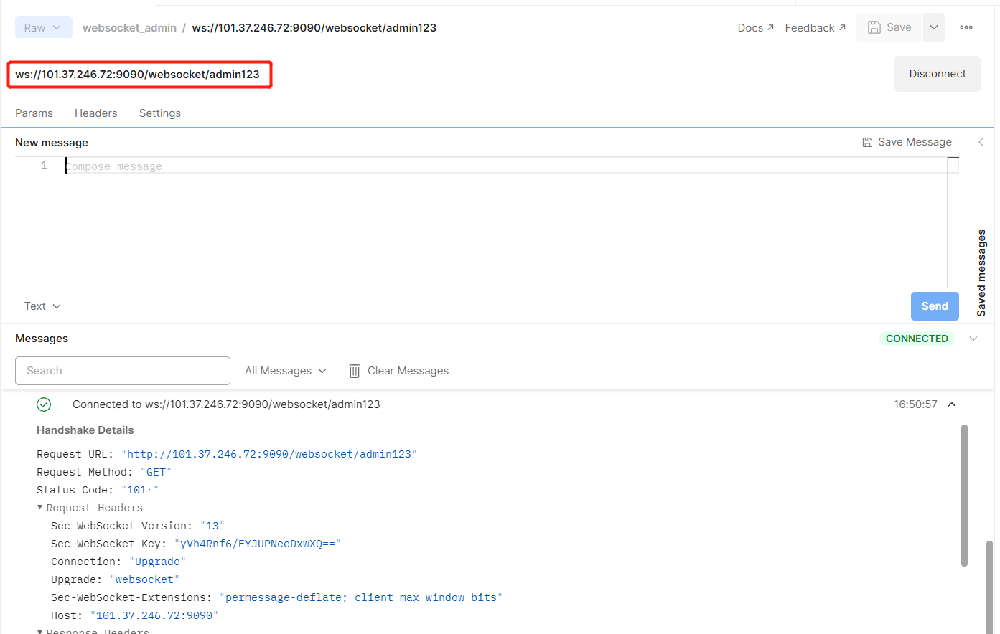 Raw websocket_admin / ws://101.37.246.72:9090/websocket/admin123 Docs Feedback Save
ws://101.37.246.72:9090/websocket/admin123 Disconnect
Params Headers Settings
New message Save Message
1 Compose message
Saved messages
Text Send
Messages CONNECTED
Search All Messages Clear Messages
Connected to ws://101.37.246.72:9090/websocket/admin123 16:50:57
Handshake Details
Request URL: "http://101.37.246.72:9090/websocket/admin123"
Request Method: "GET"
Status Code: "101·"
Request Headers
Sec-WebSocket-Version: "13"
Sec-WebSocket-Key: "yVh4Rnf6/EYJUPNeeDxwXQ=="
Connection: "Upgrade"
Upgrade: "websocket"
Sec-WebSocket-Extensions: "permessage-deflate; client_max_window_bits"
Host: "101.37.246.72:9090"
Response Headers